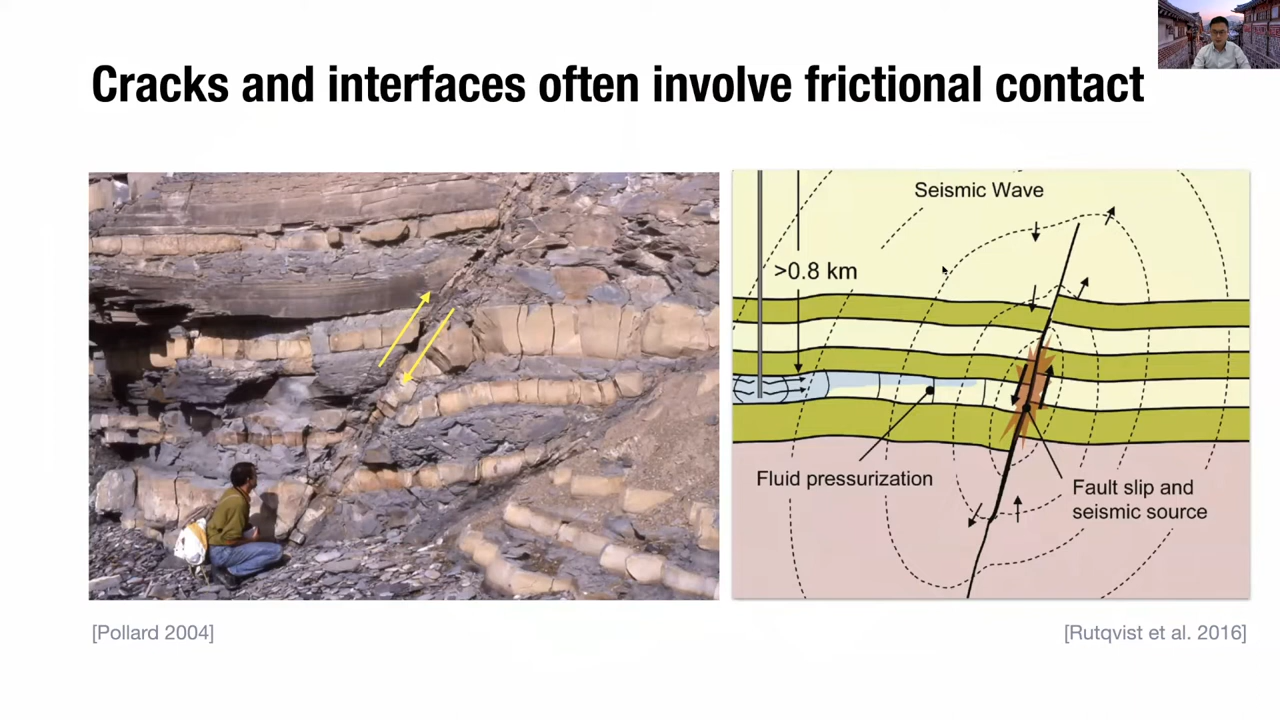 Cracks and interfaces often involve frictional contact
Seismic Wave
>0.8 km
Fluid pressurization
Fault slip and
seismic source
[Pollard 2004]
[Rutqvist et al. 2016]